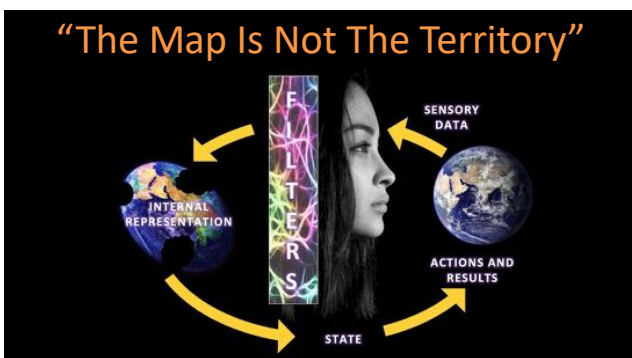 “The Map Is Not The Territory”
SENSORY
DATA
FILTERS
INTERNAL
REPRESENTATION
ACTIONS AND
RESULTS
STATE